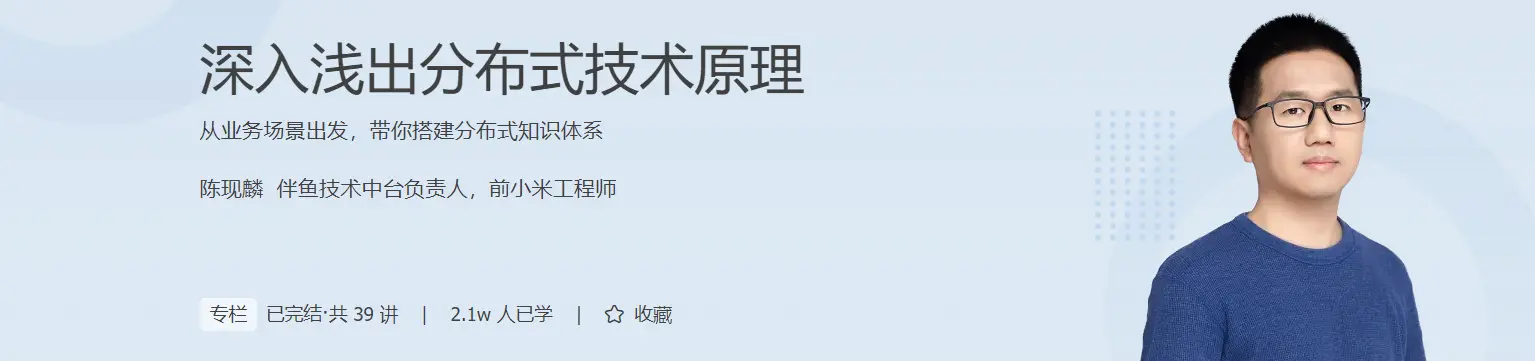 深入浅出分布式技术原理
从业务场景出发，带你搭建分布式知识体系
陈现麟 伴鱼技术中台负责人，前小米工程师
专栏 已完结·共 39 讲 | 2.1w 人已学 | 收藏